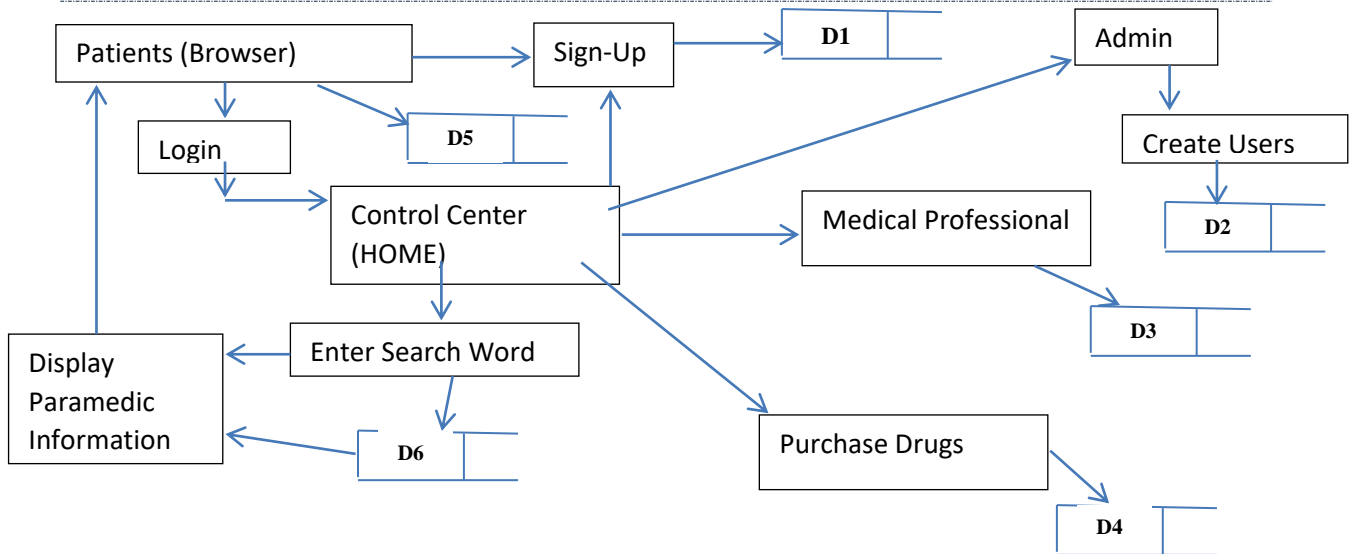 Patients (Browser)
Sign-Up
D1
Admin
Login
D5
Create Users
Control Center
(HOME)
Medical Professional
D2
D3
Enter Search Word
Display
Paramedic
Information
D6
Purchase Drugs
D4